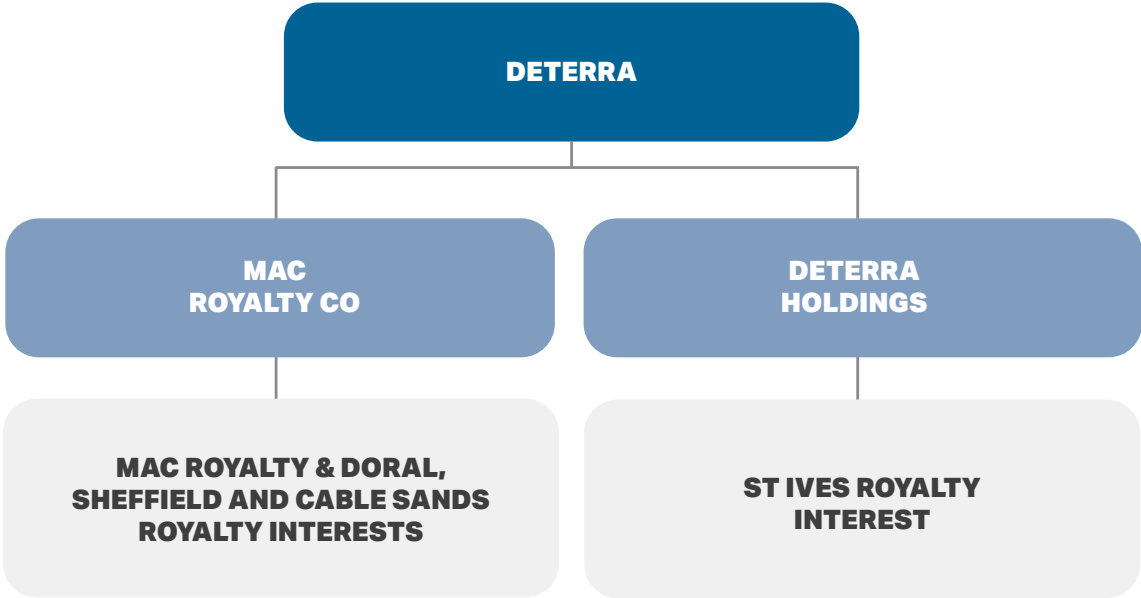 DETERRA
MAC
ROYALTY CO
DETERRA
HOLDINGS
MAC ROYALTY & DORAL,
SHEFFIELD AND CABLE SANDS
ROYALTY INTERESTS
ST IVES ROYALTY
INTEREST